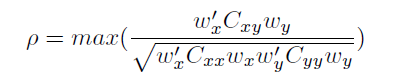 ρ = max( w′ₓCₓᵧwᵧ / √(w′ₓCₓₓwₓw′ᵧCᵧᵧwᵧ) )